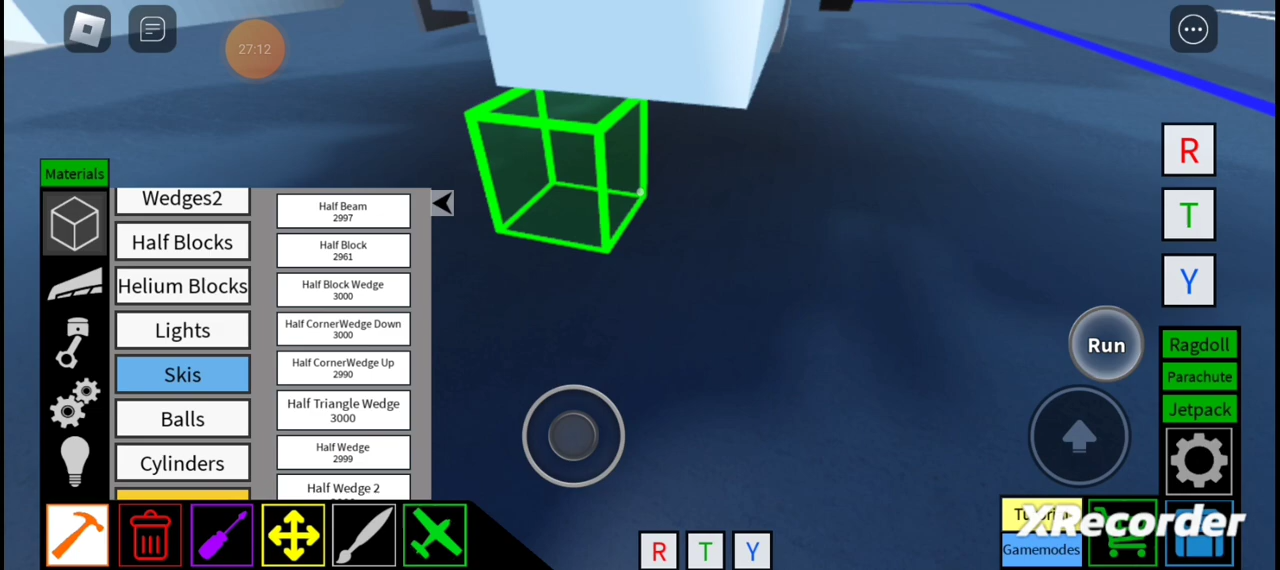 27:12
Materials
Wedges2
Half Blocks
Helium Blocks
Lights
Skis
Balls
Cylinders
Half Beam
2997
Half Block
2961
Half Block Wedge
3000
Half CornerWedge Down
3000
Half CornerWedge Up
2990
Half Triangle Wedge
3000
Half Wedge
2999
Half Wedge 2
R
T
Y
Run
Ragdoll
Parachute
Jetpack
XRecorder
Gamemodes
R
T
Y